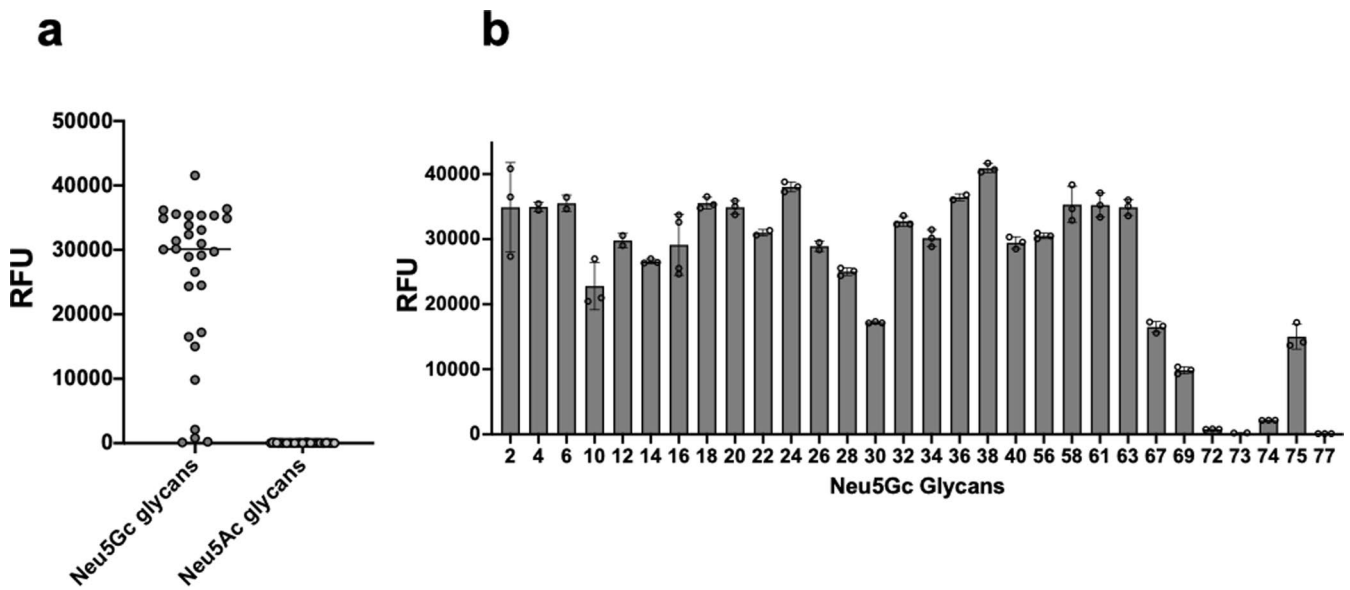 a
b
50000
40000
30000
20000
10000
0
RFU
Neu5Gc glycans
Neu5Ac glycans
40000
30000
20000
10000
0
RFU
2 4 6 10 12 14 16 18 20 22 24 26 28 30 32 34 36 38 40 56 58 61 63 67 69 72 73 74 75 77
Neu5Gc Glycans